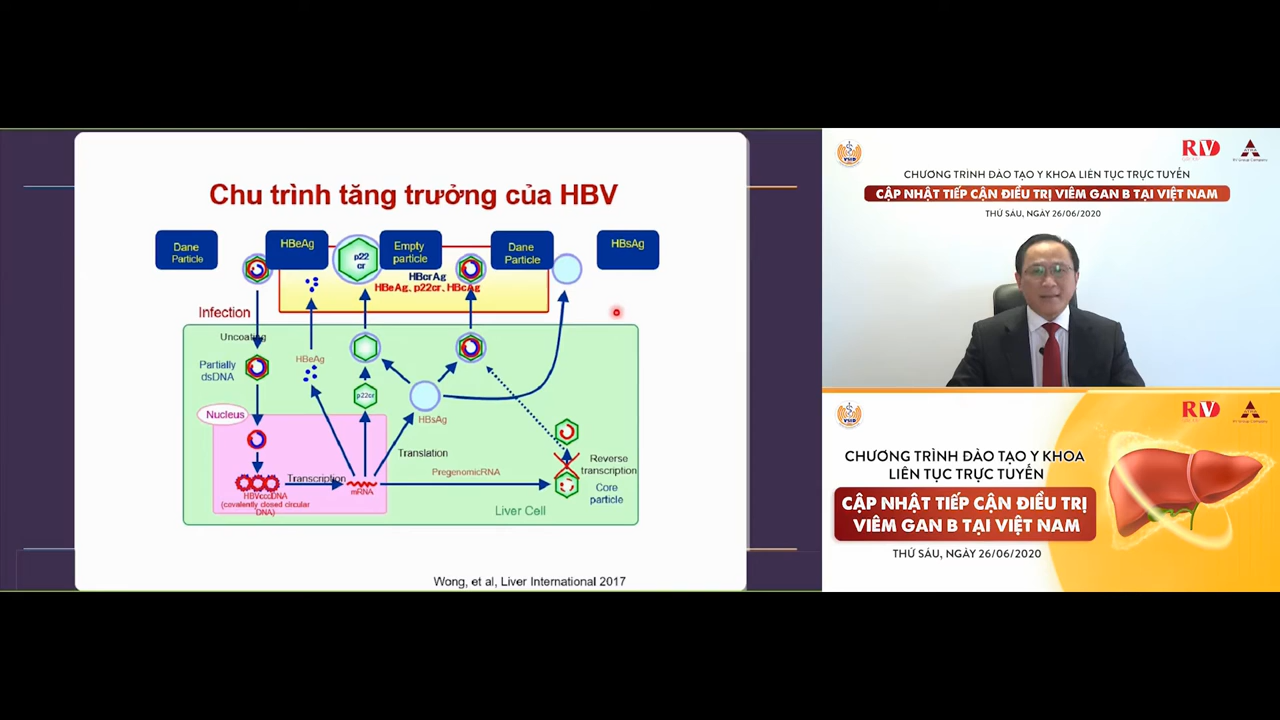 Chu trình tăng trưởng của HBV
Dane
Particle
HBeAg
p22
cr
Empty
particle
Dane
Particle
HBsAg
HBcrAg
HBeAg、p22cr、HBcAg
Infection
Uncoating
Partially
dsDNA
HBeAg
p22cr
HBsAg
Nucleus
Translation
Transcription
mRNA
HBVcccDNA
(covalently closed circular
DNA)
PregenomicRNA
Reverse
transcription
Core
particle
Liver Cell
Wong, et al, Liver International 2017
VSID
RV
CHƯƠNG TRÌNH ĐÀO TẠO Y KHOA LIÊN TỤC TRỰC TUYẾN
CẬP NHẬT TIẾP CẬN ĐIỀU TRỊ VIÊM GAN B TẠI VIỆT NAM
THỨ SÁU, NGÀY 26/06/2020
VSID
RV
CHƯƠNG TRÌNH ĐÀO TẠO Y KHOA
LIÊN TỤC TRỰC TUYẾN
CẬP NHẬT TIẾP CẬN ĐIỀU TRỊ
VIÊM GAN B TẠI VIỆT NAM
THỨ SÁU, NGÀY 26/06/2020